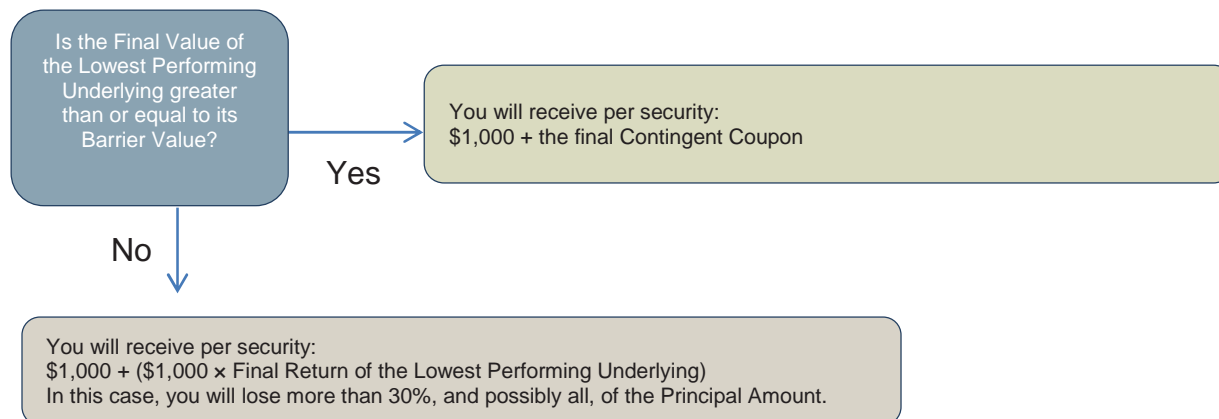 Is the Final Value of
the Lowest Performing
Underlying greater
than or equal to its
Barrier Value?
You will receive per security:
$1,000 + the final Contingent Coupon
Yes
No
You will receive per security:
$1,000 + ($1,000 × Final Return of the Lowest Performing Underlying)
In this case, you will lose more than 30%, and possibly all, of the Principal Amount.